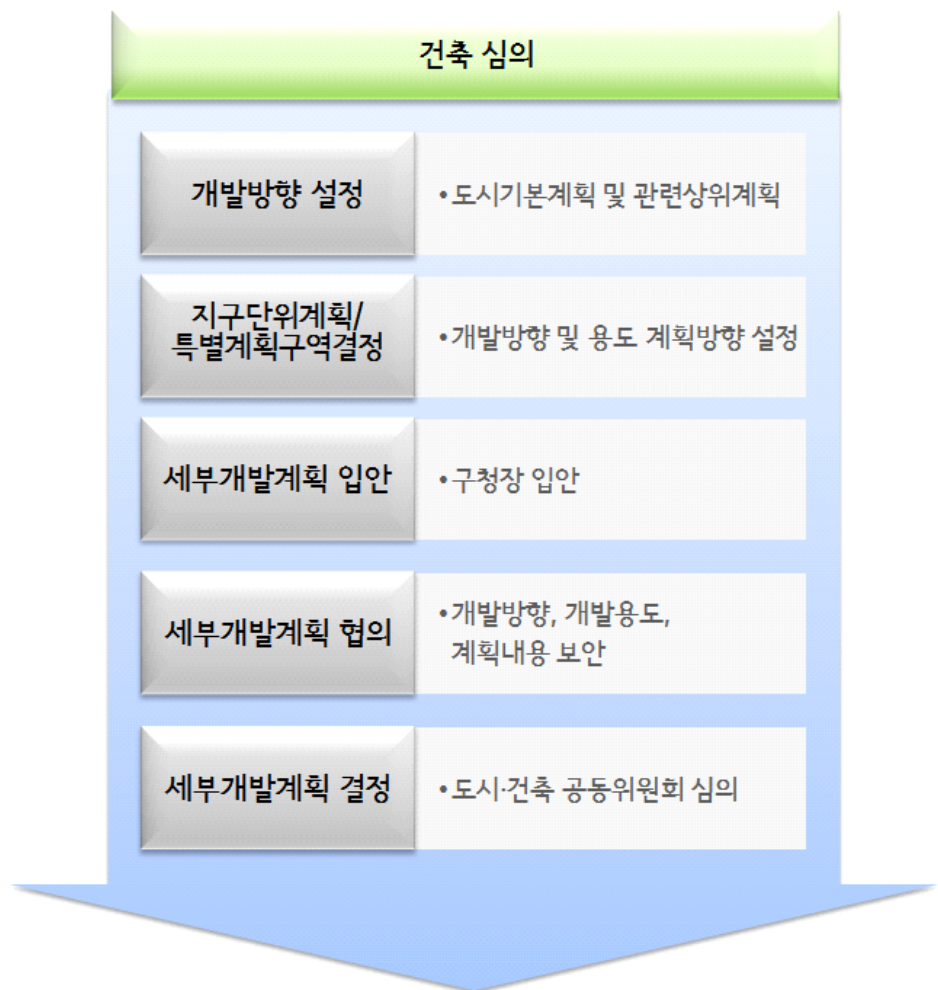 건축 심의
개발방향 설정
•도시기본계획 및 관련상위계획
지구단위계획/
특별계획구역결정
•개발방향 및 용도 계획방향 설정
세부개발계획 입안
•구청장 입안
세부개발계획 협의
•개발방향, 개발용도,
계획내용 보안
세부개발계획 결정
•도시·건축 공동위원회 심의